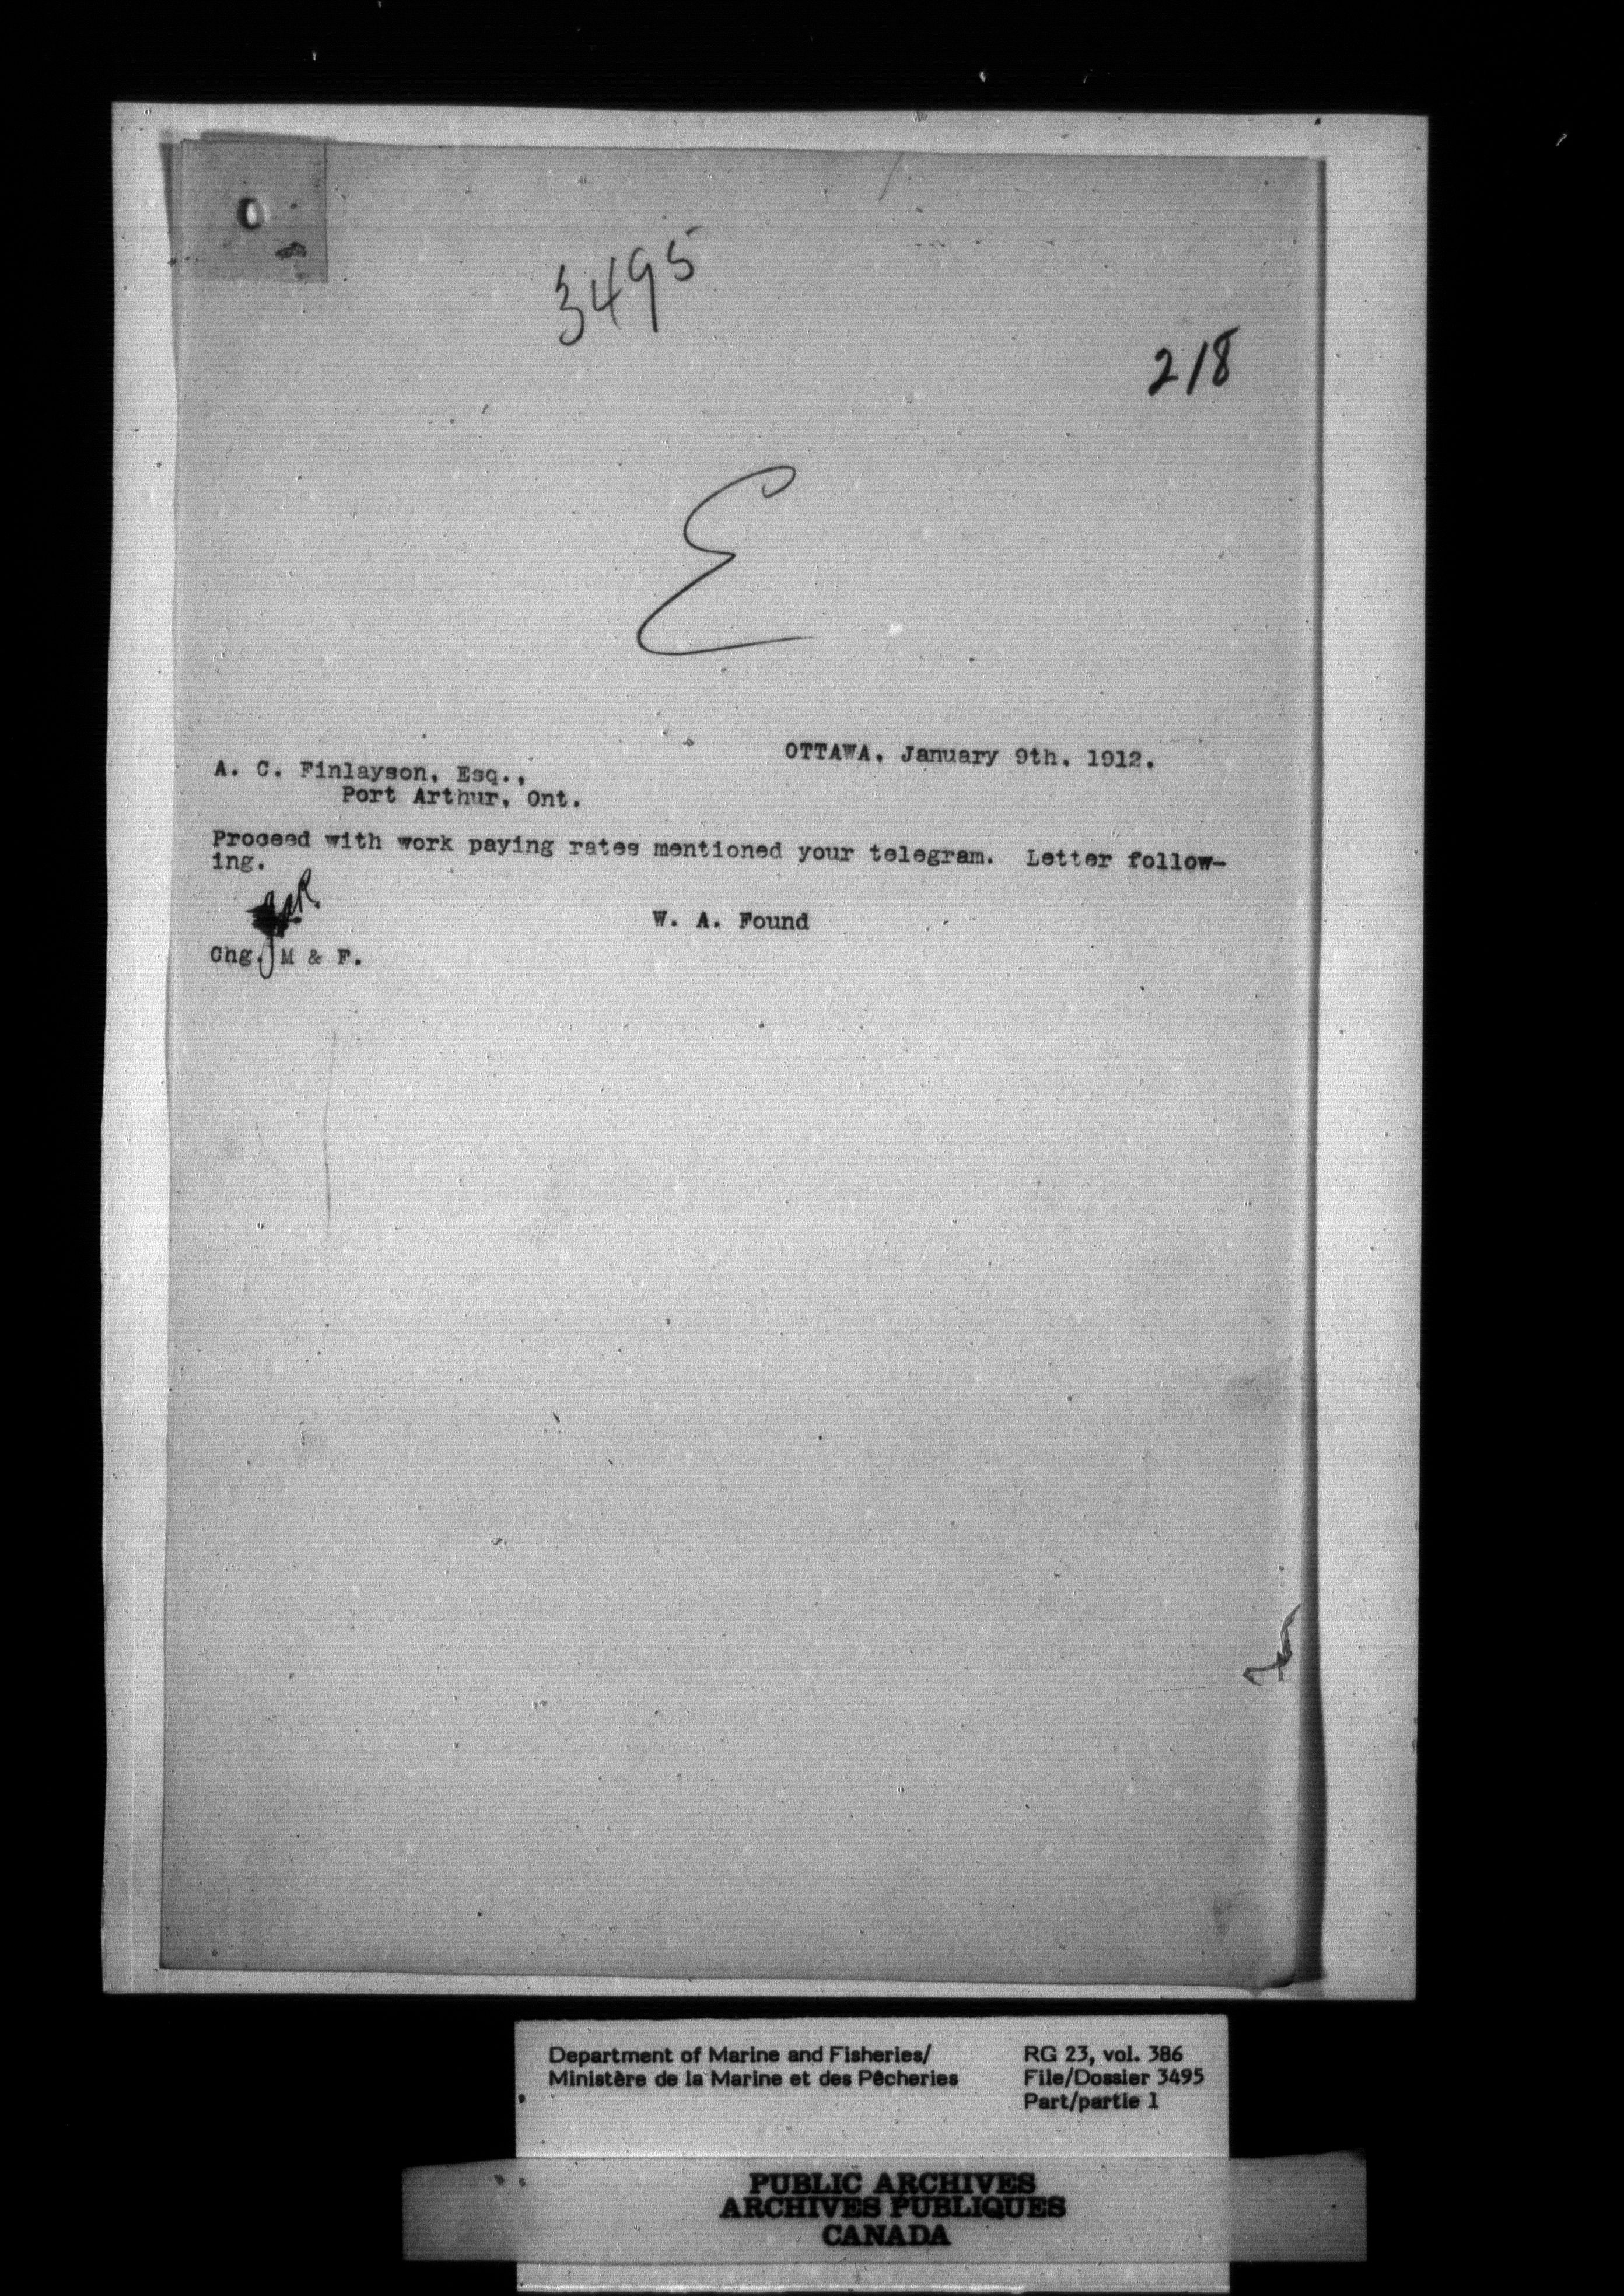 3495
218
E
OTTAWA, January 9th, 1912.
A. C. Finlayson, Esq.,
Port Arthur, Ont.
Proceed with work paying rates mentioned your telegram. Letter follow-
ing.
W. A. Found
Chg. M & F.
Department of Marine and Fisheries/
Ministère de la Marine et des Pêcheries
RG 23, vol. 386
File/Dossier 3495
Part/partie 1
PUBLIC ARCHIVES
ARCHIVES PUBLIQUES
CANADA